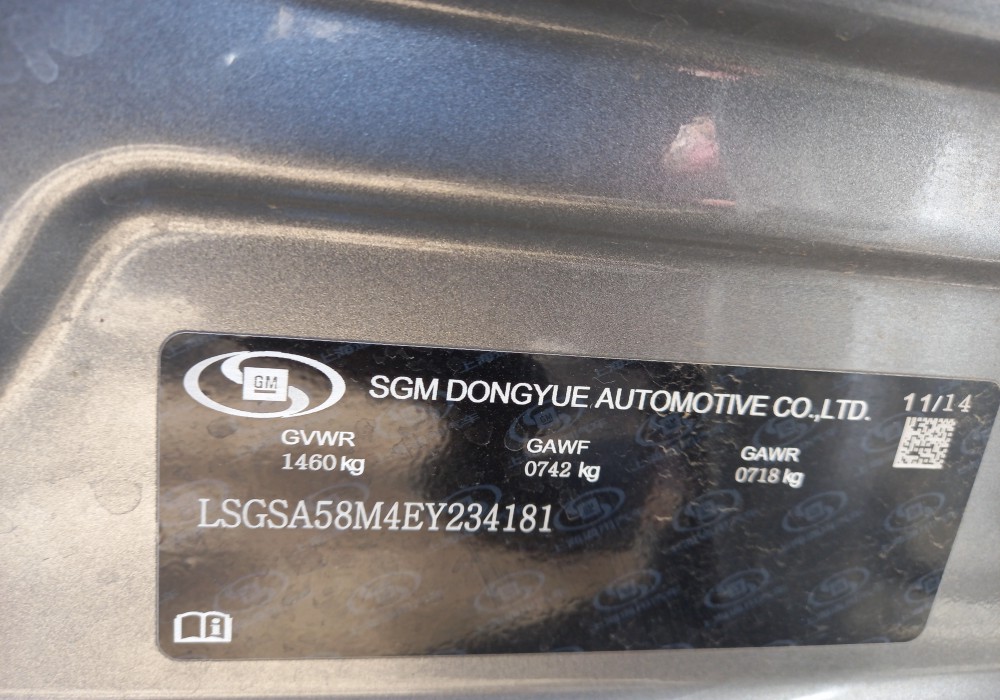 GM
SGM DONGYUE AUTOMOTIVE CO.,LTD.
11/14
GVWR
1460 kg
GAWF
0742 kg
GAWR
0718 kg
LSGSA58M4EY234181
i